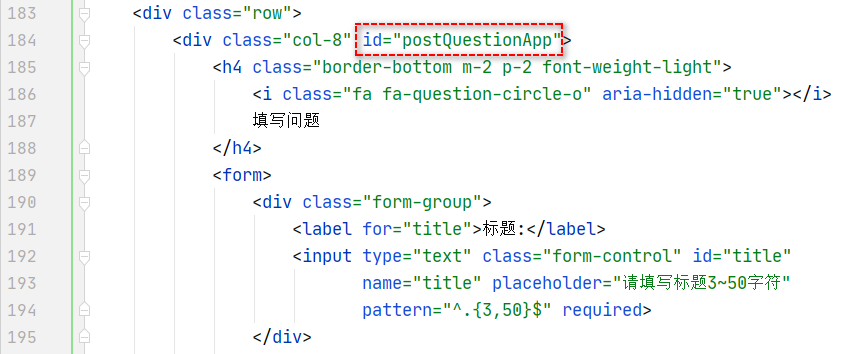 183 <div class="row">
184 <div class="col-8" id="postQuestionApp">
185 <h4 class="border-bottom m-2 p-2 font-weight-light">
186 <i class="fa fa-question-circle-o" aria-hidden="true"></i>
187 填写问题
188 </h4>
189 <form>
190 <div class="form-group">
191 <label for="title">标题:</label>
192 <input type="text" class="form-control" id="title"
193 name="title" placeholder="请填写标题3~50字符"
194 pattern="^.{3,50}$" required>
195 </div>